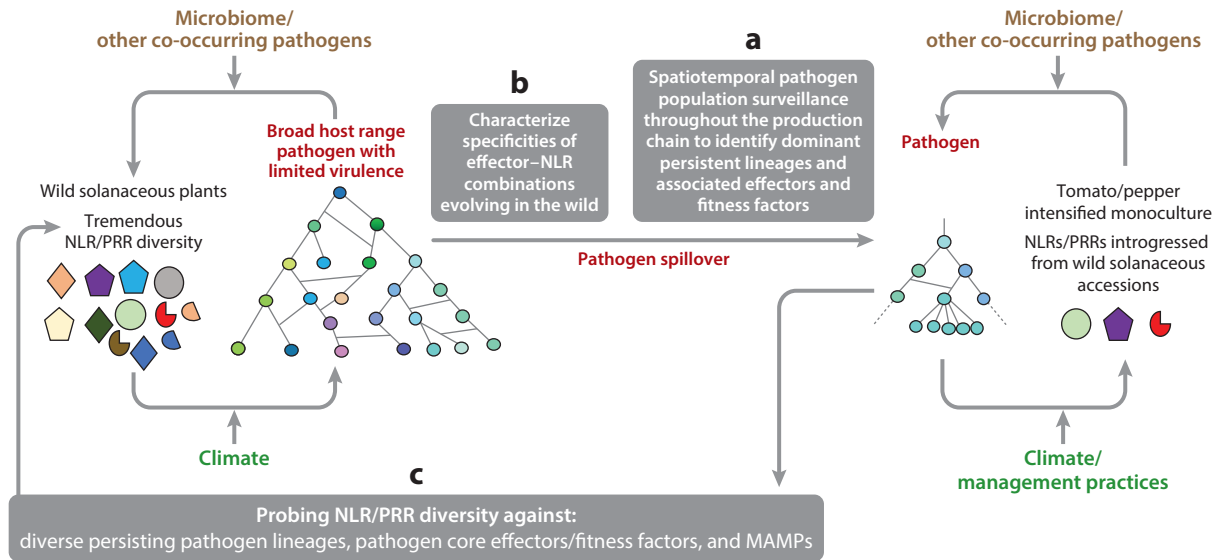 Microbiome/
other co-occurring pathogens
Broad host range
pathogen with
limited virulence
Wild solanaceous plants
Tremendous
NLR/PRR diversity
Climate
b
Characterize
specificities of
effector–NLR
combinations
evolving in the wild
a
Spatiotemporal pathogen
population surveillance
throughout the production
chain to identify dominant
persistent lineages and
associated effectors and
fitness factors
Pathogen spillover
Microbiome/
other co-occurring pathogens
Pathogen
Tomato/pepper
intensified monoculture
NLRs/PRRs introgressed
from wild solanaceous
accessions
Climate/
management practices
c
Probing NLR/PRR diversity against:
diverse persisting pathogen lineages, pathogen core effectors/fitness factors, and MAMPs